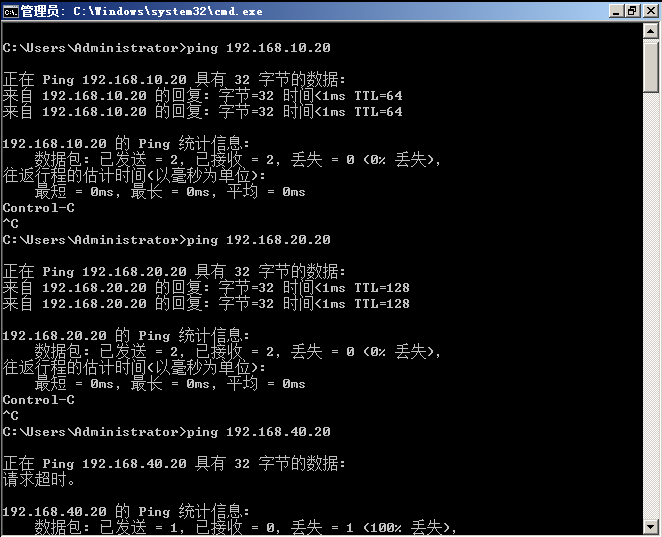 管理员: C:\Windows\system32\cmd.exe
C:\Users\Administrator>ping 192.168.10.20
正在 Ping 192.168.10.20 具有 32 字节的数据:
来自 192.168.10.20 的回复: 字节=32 时间<1ms TTL=64
来自 192.168.10.20 的回复: 字节=32 时间<1ms TTL=64
192.168.10.20 的 Ping 统计信息:
数据包: 已发送 = 2, 已接收 = 2, 丢失 = 0 (0% 丢失),
往返行程的估计时间(以毫秒为单位):
最短 = 0ms, 最长 = 0ms, 平均 = 0ms
Control-C
^C
C:\Users\Administrator>ping 192.168.20.20
正在 Ping 192.168.20.20 具有 32 字节的数据:
来自 192.168.20.20 的回复: 字节=32 时间<1ms TTL=128
来自 192.168.20.20 的回复: 字节=32 时间<1ms TTL=128
192.168.20.20 的 Ping 统计信息:
数据包: 已发送 = 2, 已接收 = 2, 丢失 = 0 (0% 丢失),
往返行程的估计时间(以毫秒为单位):
最短 = 0ms, 最长 = 0ms, 平均 = 0ms
Control-C
^C
C:\Users\Administrator>ping 192.168.40.20
正在 Ping 192.168.40.20 具有 32 字节的数据:
请求超时。
192.168.40.20 的 Ping 统计信息:
数据包: 已发送 = 1, 已接收 = 0, 丢失 = 1 (100% 丢失),